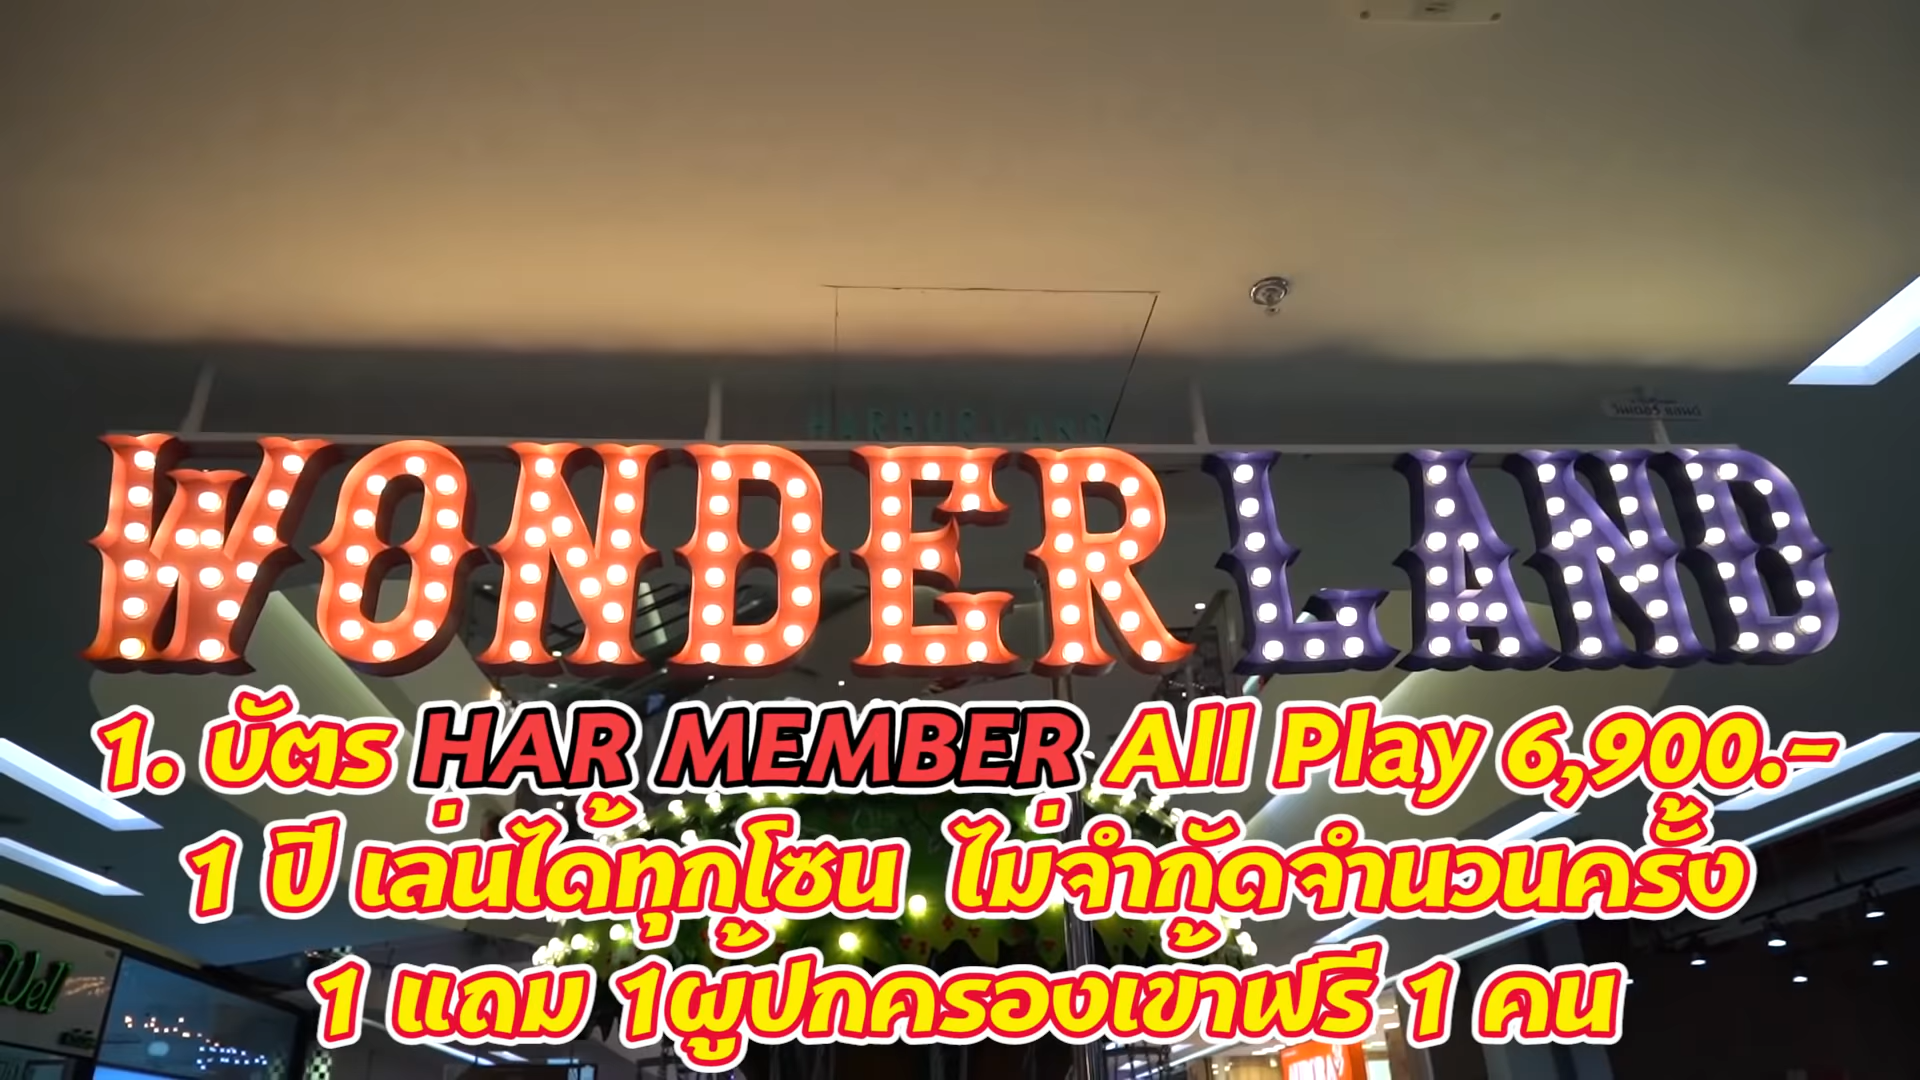 HARBOR LAND
WONDERLAND
1. บัตร HAR MEMBER All Play 6,900.-
1 ปี เล่นได้ทุกโซน ไม่จำกัดจำนวนครั้ง
1 แถม 1ผู้ปกครองเข้าฟรี 1 คน
Wel